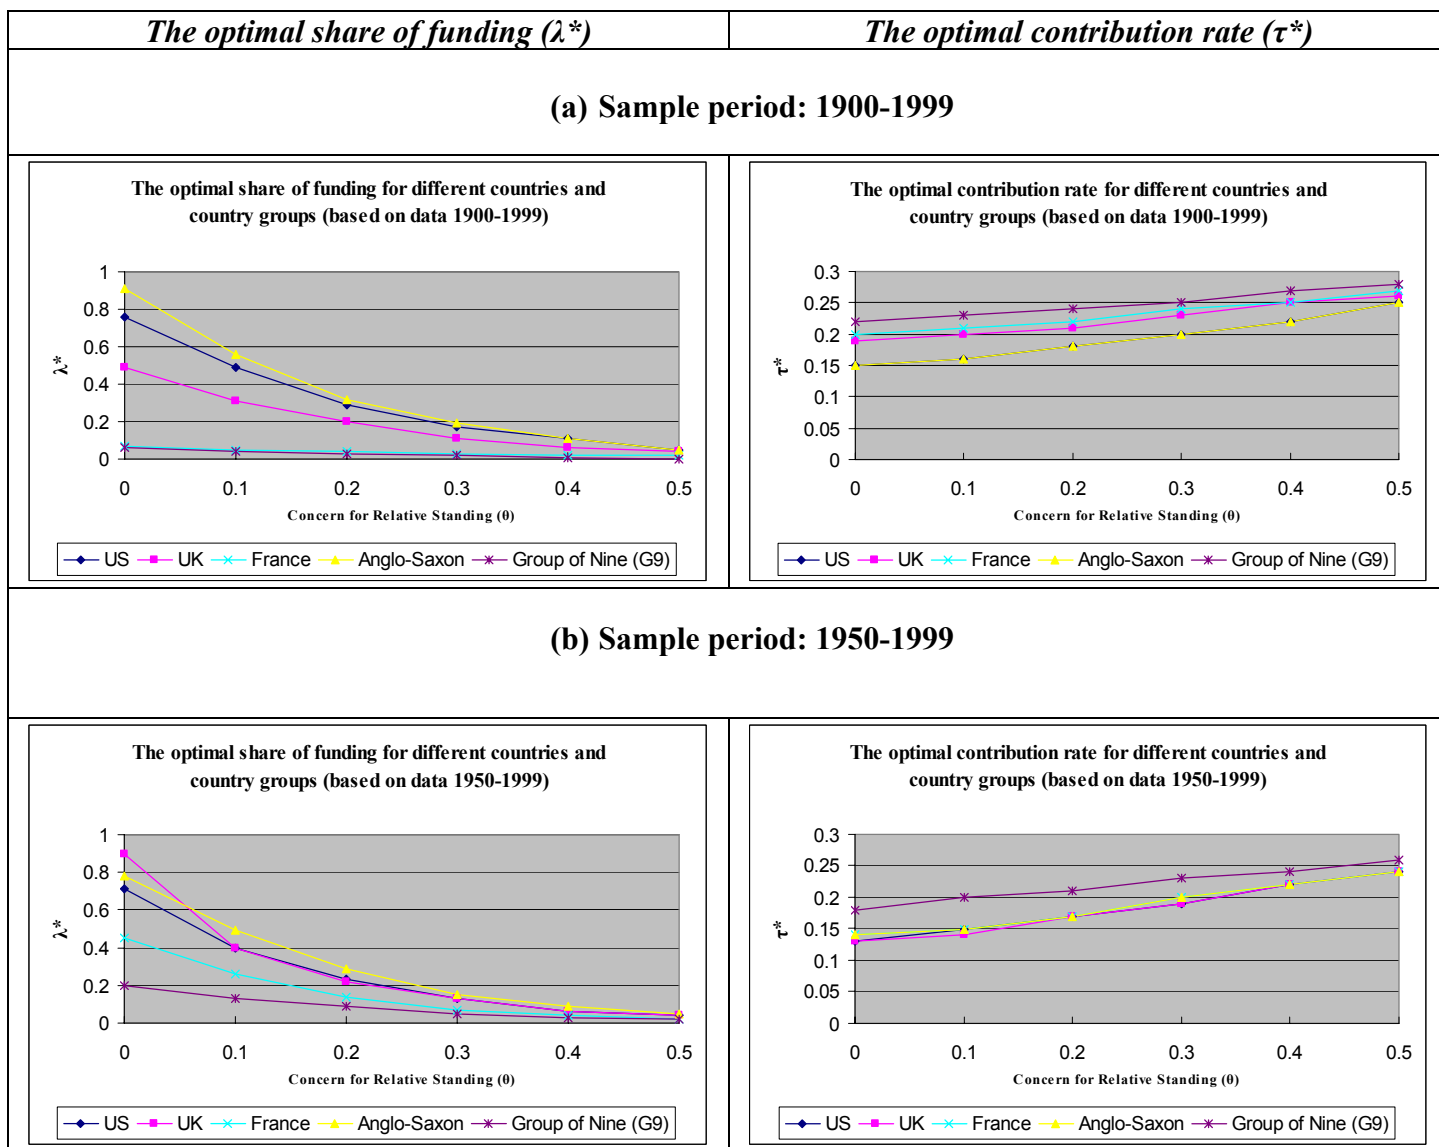 The optimal share of funding (λ*)
The optimal contribution rate (τ*)
(a) Sample period: 1900-1999
The optimal share of funding for different countries and
country groups (based on data 1900-1999)
1
0.8
0.6
0.4
0.2
0
λ*
0 0.1 0.2 0.3 0.4 0.5
Concern for Relative Standing (θ)
US UK France Anglo-Saxon Group of Nine (G9)
The optimal contribution rate for different countries and
country groups (based on data 1900-1999)
0.3
0.25
0.2
0.15
0.1
0.05
0
τ*
0 0.1 0.2 0.3 0.4 0.5
Concern for Relative Standing (θ)
US UK France Anglo-Saxon Group of Nine (G9)
(b) Sample period: 1950-1999
The optimal share of funding for different countries and
country groups (based on data 1950-1999)
1
0.8
0.6
0.4
0.2
0
λ*
0 0.1 0.2 0.3 0.4 0.5
Concern for Relative Standing (θ)
US UK France Anglo-Saxon Group of Nine (G9)
The optimal contribution rate for different countries and
country groups (based on data 1950-1999)
0.3
0.25
0.2
0.15
0.1
0.05
0
τ*
0 0.1 0.2 0.3 0.4 0.5
Concern for Relative Standing (θ)
US UK France Anglo-Saxon Group of Nine (G9)